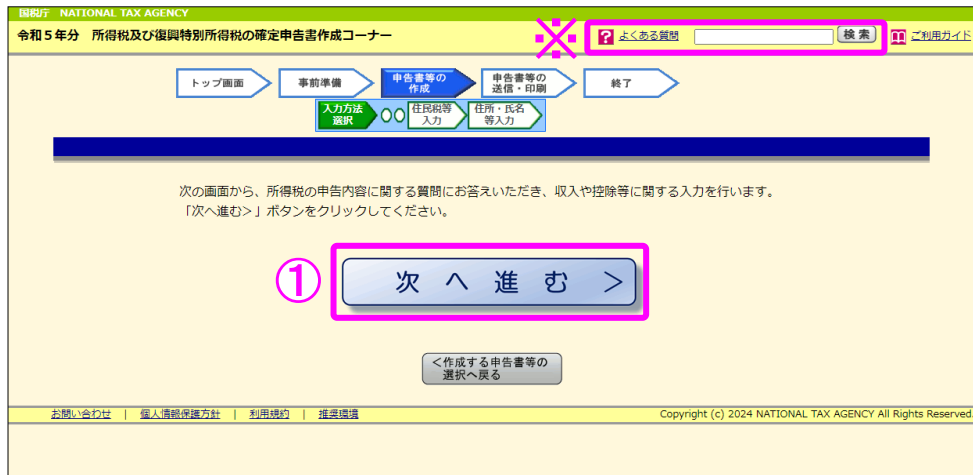 国税庁 NATIONAL TAX AGENCY
令和5年分 所得税及び復興特別所得税の確定申告書作成コーナー
※
よくある質問
検索
ご利用ガイド
トップ画面
事前準備
申告書等の
作成
申告書等の
送信・印刷
終了
入力方法
選択
住民税等
入力
住所・氏名
等入力
次の画面から、所得税の申告内容に関する質問にお答えいただき、収入や控除等に関する入力を行います。
「次へ進む>」ボタンをクリックしてください。
①
次へ進む >
<作成する申告書等の
選択へ戻る
お問い合わせ | 個人情報保護方針 | 利用規約 | 推奨環境
Copyright (c) 2024 NATIONAL TAX AGENCY All Rights Reserved.